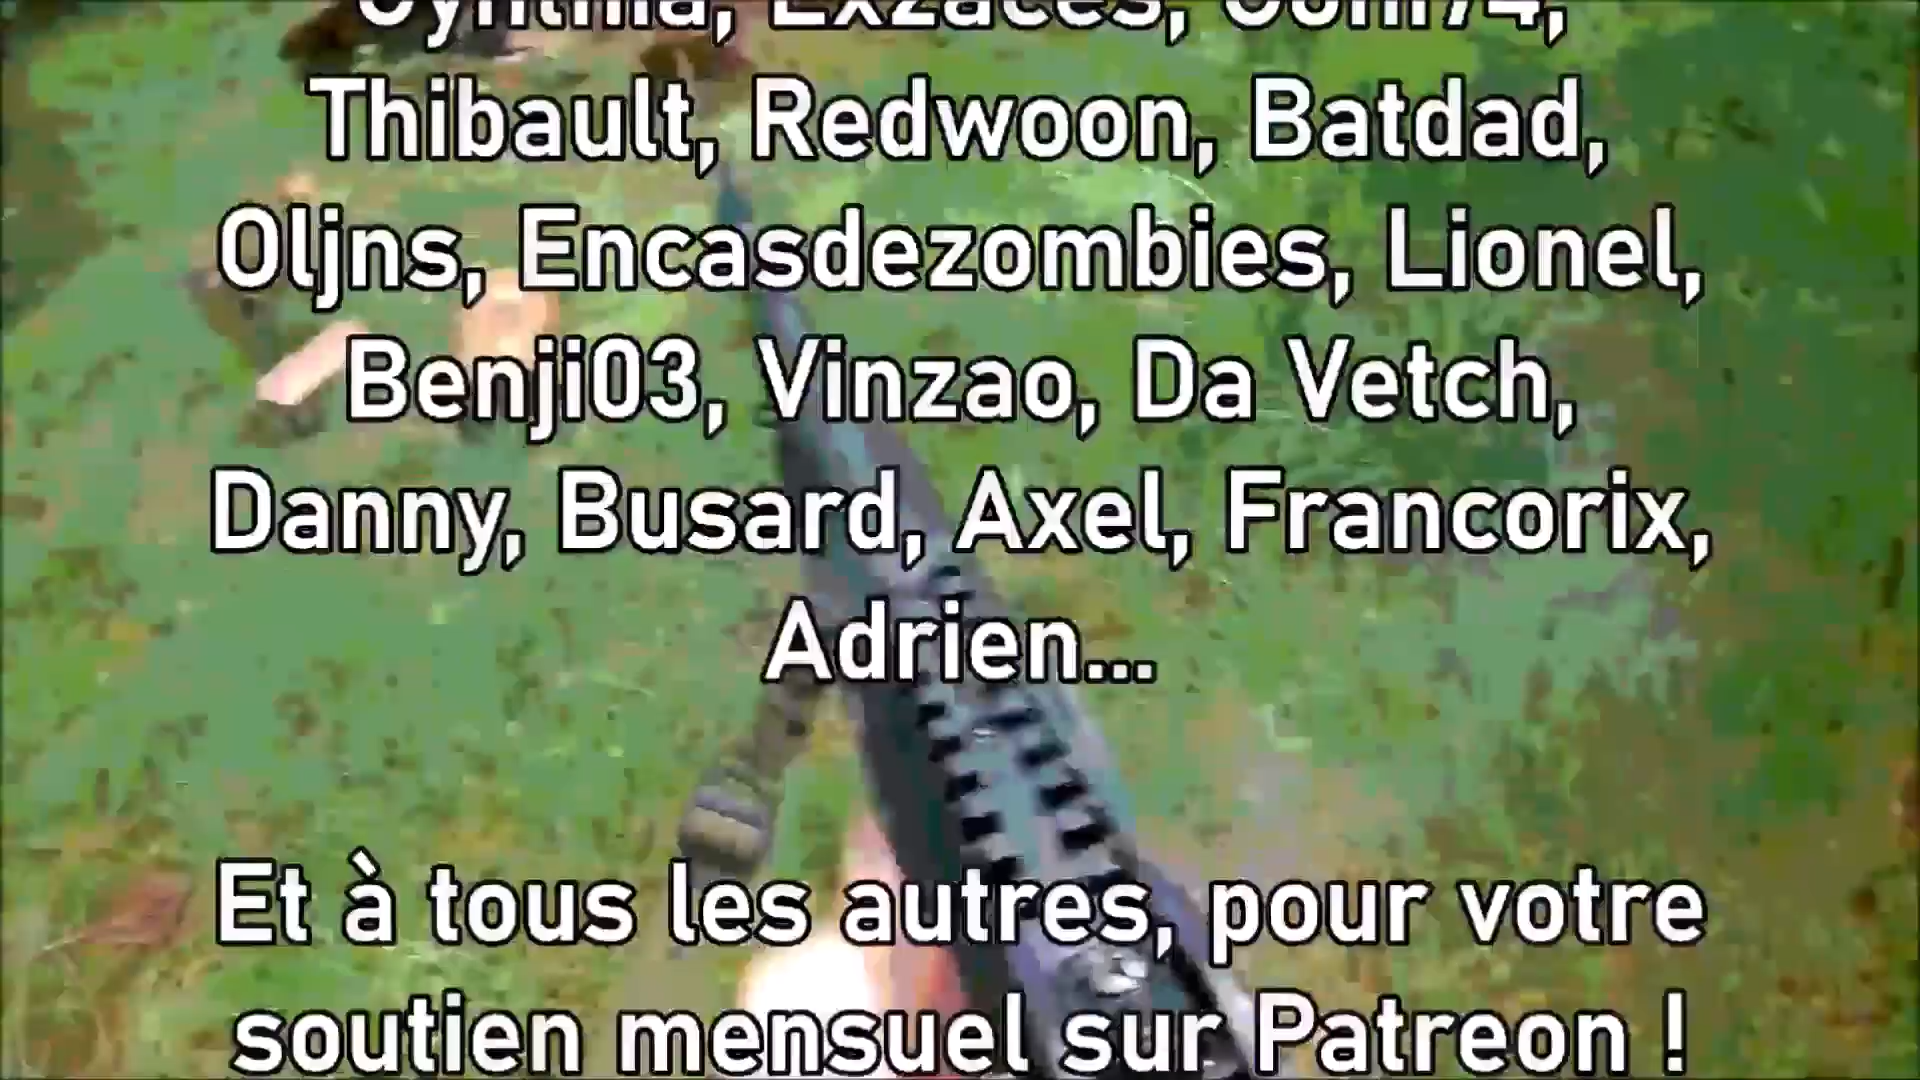 Thibault, Redwoon, Batdad,
Oljns, Encasdezombies, Lionel,
Benji03, Vinzao, Da Vetch,
Danny, Busard, Axel, Francorix,
Adrien...
Et à tous les autres, pour votre
soutien mensuel sur Patreon !